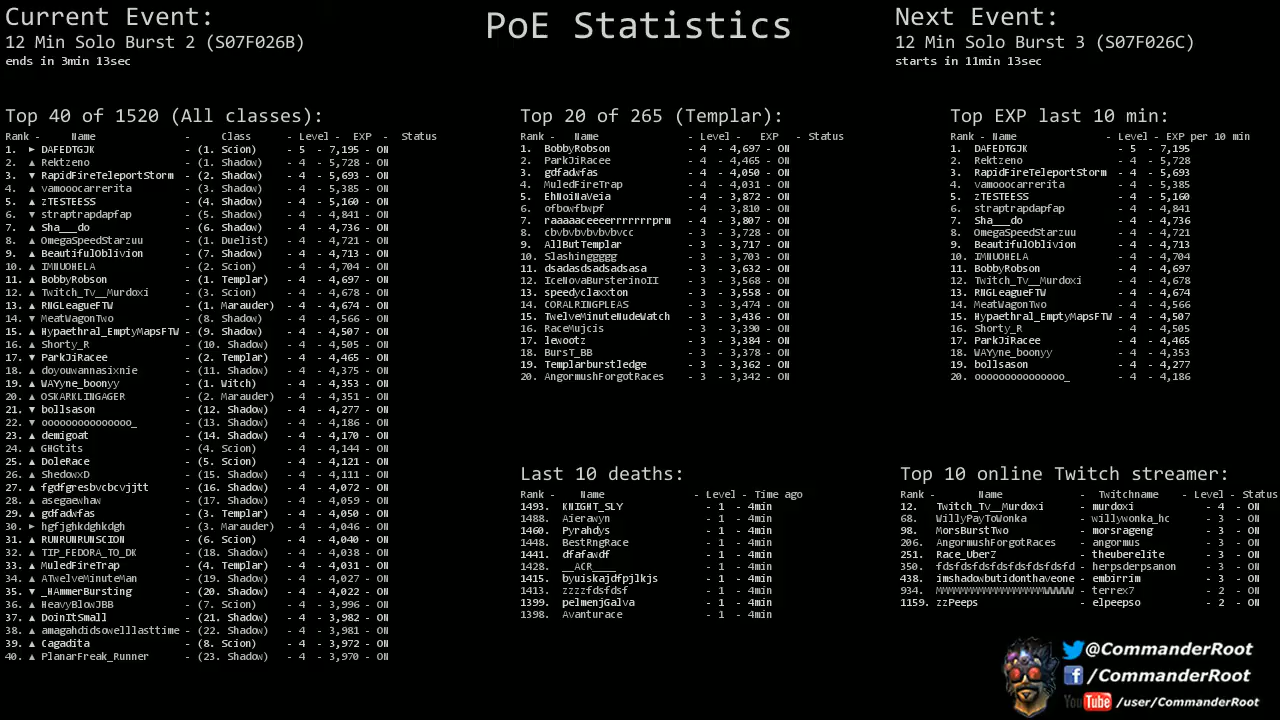 Current Event:
12 Min Solo Burst 2 (S07F026B)
ends in 3min 13sec
PoE Statistics
Next Event:
12 Min Solo Burst 3 (S07F026C)
starts in 11min 13sec
Top 40 of 1520 (All classes):
Rank - Name - Class - Level - EXP - Status
1. ► DAFEDTGJK - (1. Scion) - 5 - 7,195 - ON
2. ▲ Rektzeno - (1. Shadow) - 4 - 5,728 - ON
3. ▼ RapidFireTeleportStorm - (2. Shadow) - 4 - 5,693 - ON
4. ▲ vamooocarrerita - (3. Shadow) - 4 - 5,385 - ON
5. ▲ zTESTEESS - (4. Shadow) - 4 - 5,160 - ON
6. ▼ straptrapdapfap - (5. Shadow) - 4 - 4,841 - ON
7. ▲ Sha___do - (6. Shadow) - 4 - 4,736 - ON
8. ▲ OmegaSpeedStarzuu - (1. Duelist) - 4 - 4,721 - ON
9. ▲ BeautifulOblivion - (7. Shadow) - 4 - 4,713 - ON
10. ▲ IMNUOHELA - (2. Scion) - 4 - 4,704 - ON
11. ▲ BobbyRobson - (1. Templar) - 4 - 4,697 - ON
12. ▲ Twitch_Tv__Murdoxi - (3. Scion) - 4 - 4,678 - ON
13. ▲ RNGLeagueFTW - (1. Marauder) - 4 - 4,674 - ON
14. ▼ MeatWagonTwo - (8. Shadow) - 4 - 4,566 - ON
15. ▲ Hypaethral_EmptyMapsFTW - (9. Shadow) - 4 - 4,507 - ON
16. ▲ Shorty_R - (10. Shadow) - 4 - 4,505 - ON
17. ▼ ParkJiRacee - (2. Templar) - 4 - 4,465 - ON
18. ▲ doyouwannasixnie - (11. Shadow) - 4 - 4,375 - ON
19. ▲ WAYyne_boonyy - (1. Witch) - 4 - 4,353 - ON
20. ▲ OSKARKLINGAGER - (2. Marauder) - 4 - 4,351 - ON
21. ▼ bollsason - (12. Shadow) - 4 - 4,277 - ON
22. ▼ oooooooooooooo_ - (13. Shadow) - 4 - 4,186 - ON
23. ▲ demigoat - (14. Shadow) - 4 - 4,170 - ON
24. ▲ GHGtits - (4. Scion) - 4 - 4,144 - ON
25. ▲ DoleRace - (5. Scion) - 4 - 4,121 - ON
26. ▲ ShedowxD - (15. Shadow) - 4 - 4,111 - ON
27. ▲ fgdfgresbvcbcvjjtt - (16. Shadow) - 4 - 4,072 - ON
28. ▲ asegaewhaw - (17. Shadow) - 4 - 4,059 - ON
29. ▲ gdfadwfas - (3. Templar) - 4 - 4,050 - ON
30. ► hgfjghkdghkdgh - (3. Marauder) - 4 - 4,046 - ON
31. ▲ RUNRUNRUNSCION - (6. Scion) - 4 - 4,040 - ON
32. ▲ TIP_FEDORA_TO_DK - (18. Shadow) - 4 - 4,038 - ON
33. ▲ MuledFireTrap - (4. Templar) - 4 - 4,031 - ON
34. ▲ ATwelveMinuteMan - (19. Shadow) - 4 - 4,027 - ON
35. ▼ _HAmmerBursting - (20. Shadow) - 4 - 4,022 - ON
36. ▲ HeavyBlowJBB - (7. Scion) - 4 - 3,996 - ON
37. ▲ DoinItSmall - (21. Shadow) - 4 - 3,982 - ON
38. ▲ amagahdidsowelllasttime - (22. Shadow) - 4 - 3,981 - ON
39. ▲ Cagadita - (8. Scion) - 4 - 3,972 - ON
40. ▲ PlanarFreak_Runner - (23. Shadow) - 4 - 3,970 - ON
Top 20 of 265 (Templar):
Rank - Name - Level - EXP - Status
1. BobbyRobson - 4 - 4,697 - ON
2. ParkJiRacee - 4 - 4,465 - ON
3. gdfadwfas - 4 - 4,050 - ON
4. MuledFireTrap - 4 - 4,031 - ON
5. EhNoiNaVeia - 4 - 3,872 - ON
6. ofbowfbwpf - 4 - 3,810 - ON
7. raaaaaceeeerrrrrrrprm - 4 - 3,807 - ON
8. cbvbvbvbvbvbvcc - 3 - 3,728 - ON
9. AllButTemplar - 3 - 3,717 - ON
10. Slashinggggg - 3 - 3,703 - ON
11. dsadasdsadsadsasa - 3 - 3,632 - ON
12. IceNovaBursterinoII - 3 - 3,568 - ON
13. speedyclaxxton - 3 - 3,558 - ON
14. CORALRINGPLEAS - 3 - 3,474 - ON
15. TwelveMinuteNudeWatch - 3 - 3,436 - ON
16. RaceMujcis - 3 - 3,390 - ON
17. lewootz - 3 - 3,384 - ON
18. BursT_BB - 3 - 3,378 - ON
19. Templarburstledge - 3 - 3,362 - ON
20. AngormushForgotRaces - 3 - 3,342 - ON
Top EXP last 10 min:
Rank - Name - Level - EXP per 10 min
1. DAFEDTGJK - 5 - 7,195
2. Rektzeno - 4 - 5,728
3. RapidFireTeleportStorm - 4 - 5,693
4. vamooocarrerita - 4 - 5,385
5. zTESTEESS - 4 - 5,160
6. straptrapdapfap - 4 - 4,841
7. Sha___do - 4 - 4,736
8. OmegaSpeedStarzuu - 4 - 4,721
9. BeautifulOblivion - 4 - 4,713
10. IMNUOHELA - 4 - 4,704
11. BobbyRobson - 4 - 4,697
12. Twitch_Tv__Murdoxi - 4 - 4,678
13. RNGLeagueFTW - 4 - 4,674
14. MeatWagonTwo - 4 - 4,566
15. Hypaethral_EmptyMapsFTW - 4 - 4,507
16. Shorty_R - 4 - 4,505
17. ParkJiRacee - 4 - 4,465
18. WAYyne_boonyy - 4 - 4,353
19. bollsason - 4 - 4,277
20. oooooooooooooo_ - 4 - 4,186
Last 10 deaths:
Rank - Name - Level - Time ago
1493. KNIGHT_SLY - 1 - 4min
1488. Aierawyn - 1 - 4min
1460. Pyrahdys - 1 - 4min
1448. BestRngRace - 1 - 4min
1441. dfafawdf - 1 - 4min
1428. __ACR____ - 1 - 4min
1415. byuiskajdfpjlkjs - 1 - 4min
1413. zzzzfdsfdsf - 1 - 4min
1399. pelmenjGalva - 1 - 4min
1398. Avanturace - 1 - 4min
Top 10 online Twitch streamer:
Rank - Name - Twitchname - Level - Status
12. Twitch_Tv__Murdoxi - murdoxi - 4 - ON
68. WillyPayToWonka - willywonka_hc - 3 - ON
98. MorsBurstTwo - morsrageng - 3 - ON
206. AngormushForgotRaces - angormus - 3 - ON
251. Race_UberZ - theuberelite - 3 - ON
350. fdsfdsfdsfdsfdsfdsfdsfd - herpsderpsanon - 3 - ON
438. imshadowbutidonthaveone - embirrim - 3 - ON
934. MMMMMMMMMMMMMMMMMMWWWWW - terrex7 - 2 - ON
1159. zzPeeps - elpeepso - 2 - ON
@CommanderRoot
/CommanderRoot
YouTube /user/CommanderRoot